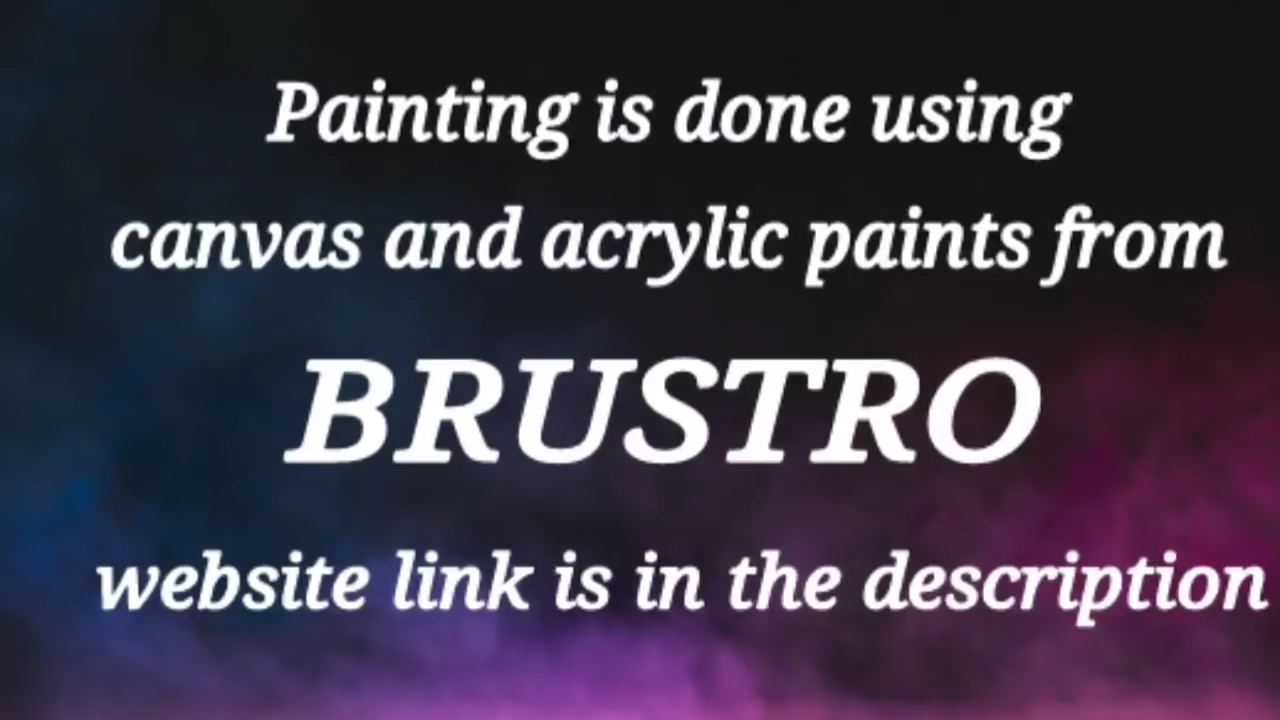 Painting is done using
canvas and acrylic paints from
BRUSTRO
website link is in the description